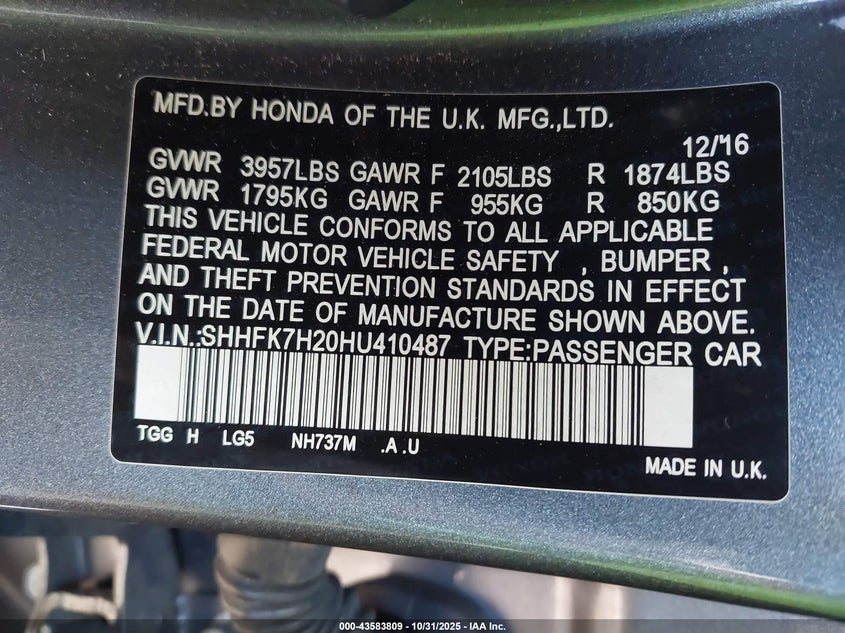 MFD.BY HONDA OF THE U.K. MFG.,LTD.
12/16
GVWR 3957LBS GAWR F 2105LBS R 1874LBS
GVWR 1795KG GAWR F 955KG R 850KG
THIS VEHICLE CONFORMS TO ALL APPLICABLE
FEDERAL MOTOR VEHICLE SAFETY , BUMPER ,
AND THEFT PREVENTION STANDARDS IN EFFECT
ON THE DATE OF MANUFACTURE SHOWN ABOVE.
V.I.N.:SHHFK7H20HU410487 TYPE:PASSENGER CAR
TGG H LG5 NH737M .A .U
MADE IN U.K.
000-43583809 - 10/31/2025 - IAA Inc.